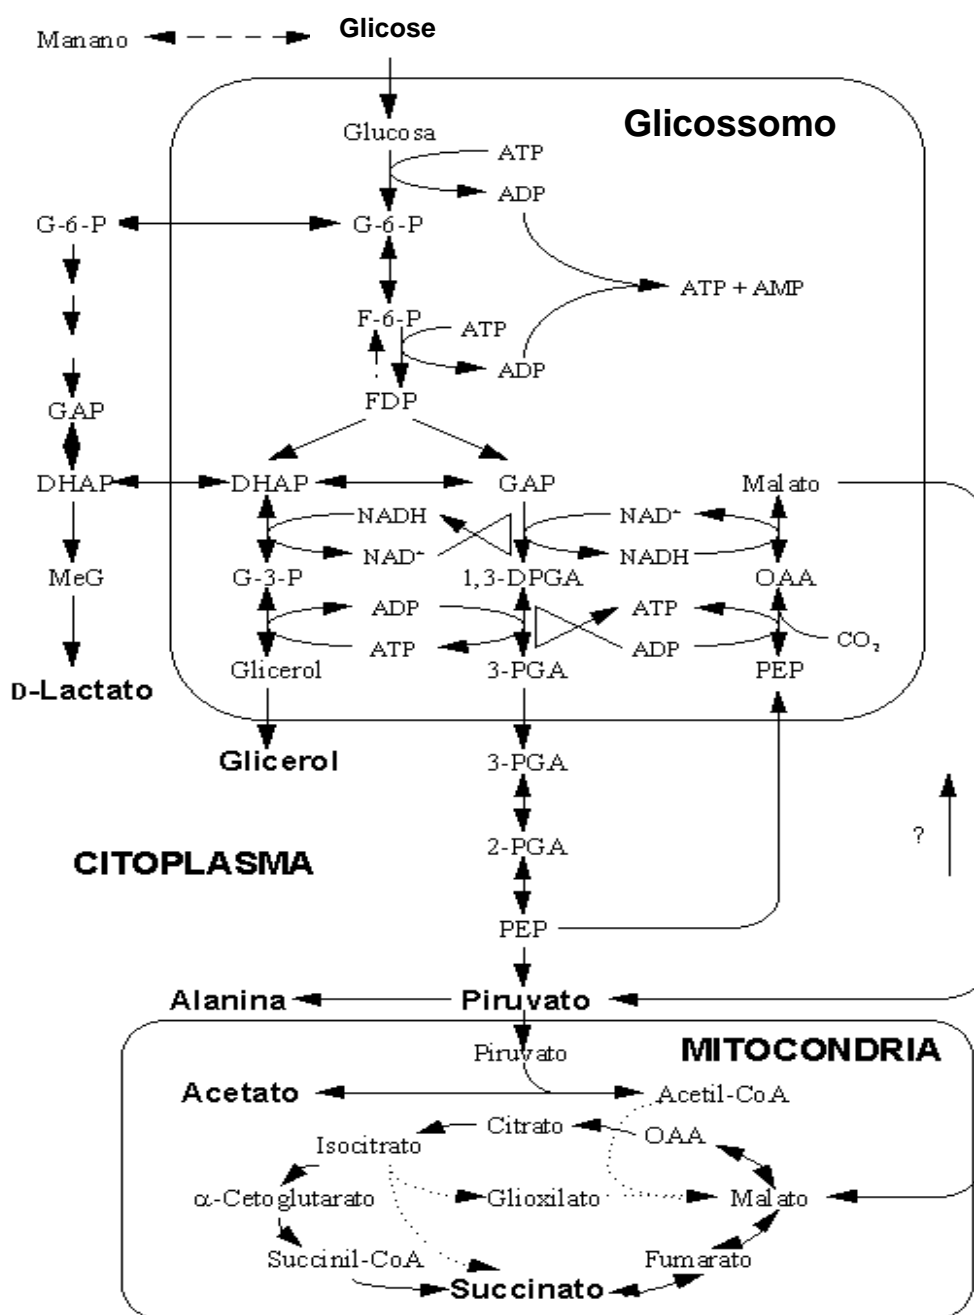 Manano
Glicose
Glicossomo
Glucosa
ATP
ADP
G-6-P
G-6-P
ATP + AMP
F-6-P
ATP
ADP
FDP
GAP
DHAP
DHAP
GAP
Malato
NADH
NAD⁺
NAD⁺
NADH
MeG
G-3-P
1,3-DPGA
OAA
ADP
ATP
ATP
ADP
CO₂
Glicerol
3-PGA
PEP
D-Lactato
Glicerol
3-PGA
?
2-PGA
CITOPLASMA
PEP
Alanina
Piruvato
Piruvato
MITOCONDRIA
Acetato
Acetil-CoA
Citrato
OAA
Isocitrato
α-Cetoglutarato
Glioxilato
Malato
Succinil-CoA
Fumarato
Succinato